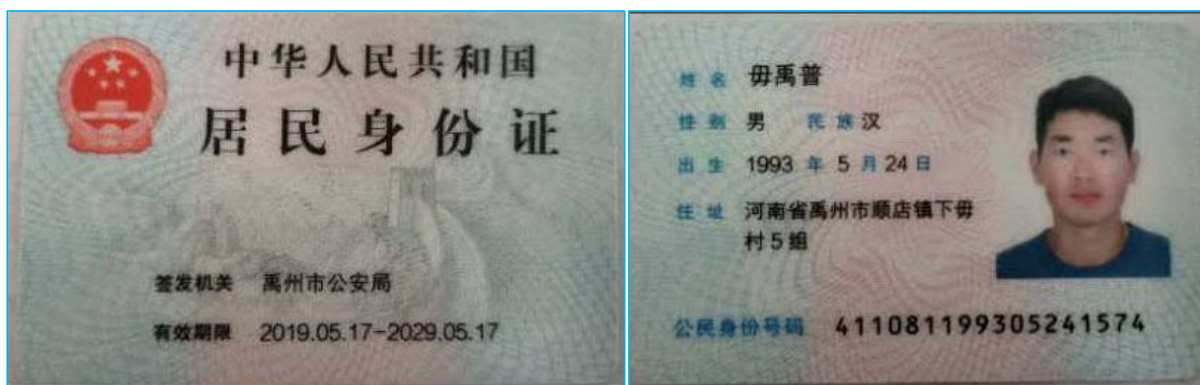 中华人民共和国
居民身份证
签发机关 禹州市公安局
有效期限 2019.05.17-2029.05.17
姓名 毋禹普
性别 男 民族 汉
出生 1993 年 5 月 24 日
住址 河南省禹州市顺店镇下毋
村5组
公民身份号码 411081199305241574